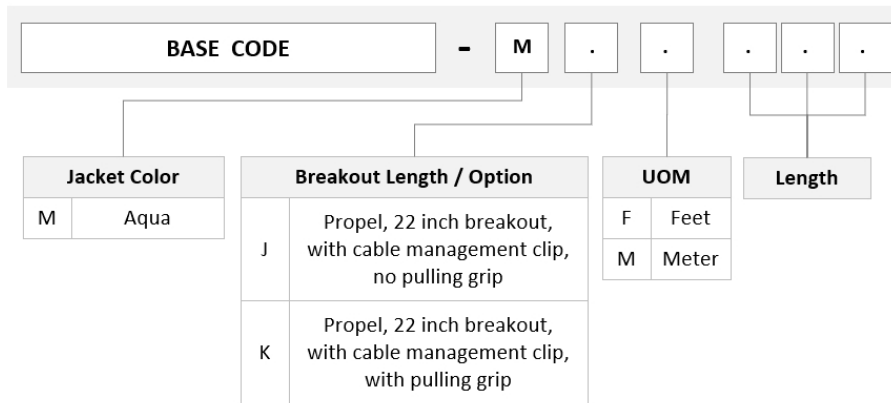 BASE CODE - M . . . . .
Jacket Color
M Aqua
Breakout Length / Option
J Propel, 22 inch breakout,
with cable management clip,
no pulling grip
K Propel, 22 inch breakout,
with cable management clip,
with pulling grip
UOM
F Feet
M Meter
Length